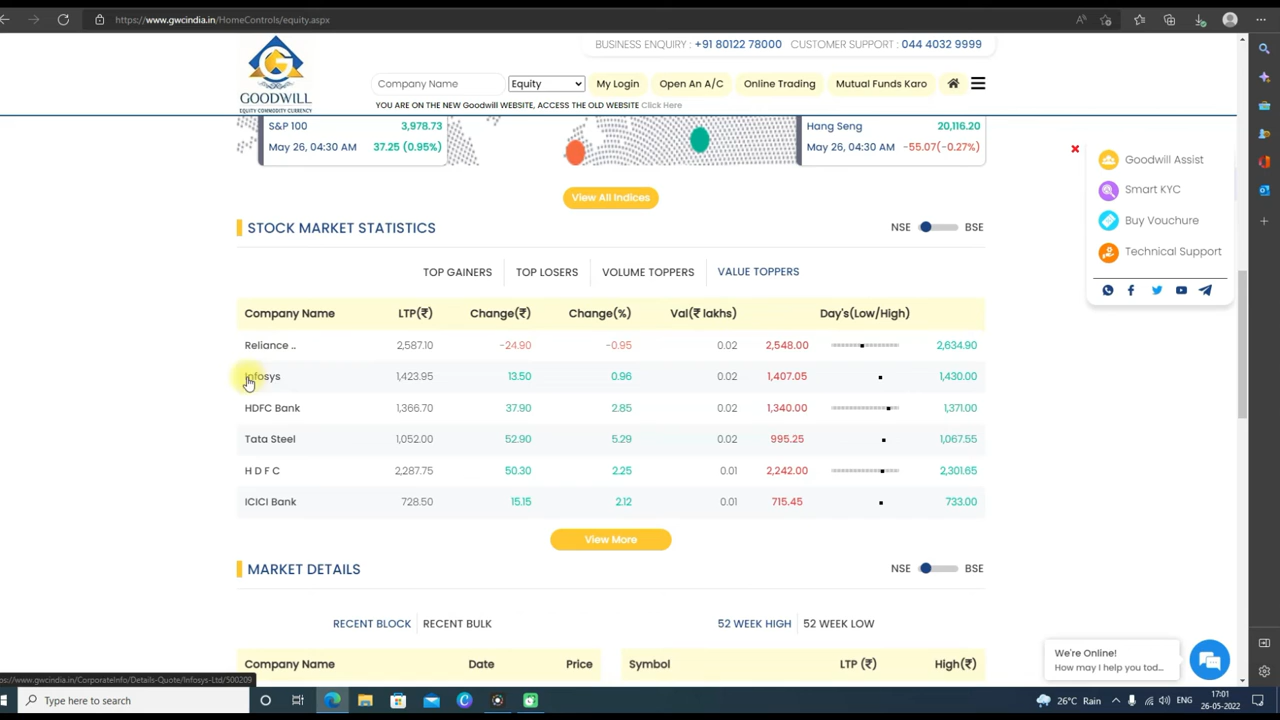 https://www.gwcindia.in/HomeControls/equity.aspx
BUSINESS ENQUIRY : +91 80122 78000 CUSTOMER SUPPORT : 044 4032 9999
GOODWILL
EQUITY COMMODITY CURRENCY
Company Name Equity My Login Open An A/C Online Trading Mutual Funds Karo
YOU ARE ON THE NEW Goodwill WEBSITE, ACCESS THE OLD WEBSITE Click Here
S&P 100 3,978.73
May 26, 04:30 AM 37.25 (0.95%)
Hang Seng 20,116.20
May 26, 04:30 AM -55.07(-0.27%)
Goodwill Assist
Smart KYC
Buy Vouchure
Technical Support
View All Indices
STOCK MARKET STATISTICS NSE BSE
TOP GAINERS TOP LOSERS VOLUME TOPPERS VALUE TOPPERS
Company Name LTP(₹) Change(₹) Change(%) Val(₹ lakhs) Day's(Low/High)
Reliance .. 2,587.10 -24.90 -0.95 0.02 2,548.00 2,634.90
Infosys 1,423.95 13.50 0.96 0.02 1,407.05 1,430.00
HDFC Bank 1,366.70 37.90 2.85 0.02 1,340.00 1,371.00
Tata Steel 1,052.00 52.90 5.29 0.02 995.25 1,067.55
H D F C 2,287.75 50.30 2.25 0.01 2,242.00 2,301.65
ICICI Bank 728.50 15.15 2.12 0.01 715.45 733.00
View More
MARKET DETAILS NSE BSE
RECENT BLOCK RECENT BULK 52 WEEK HIGH 52 WEEK LOW
Company Name Date Price Symbol LTP (₹) High(₹)
We're Online!
How may I help you tod...
ps://www.gwcindia.in/CorporateInfo/Details-Quote/Infosys-Ltd/500209
Type here to search
26°C Rain ENG 17:01
26-05-2022